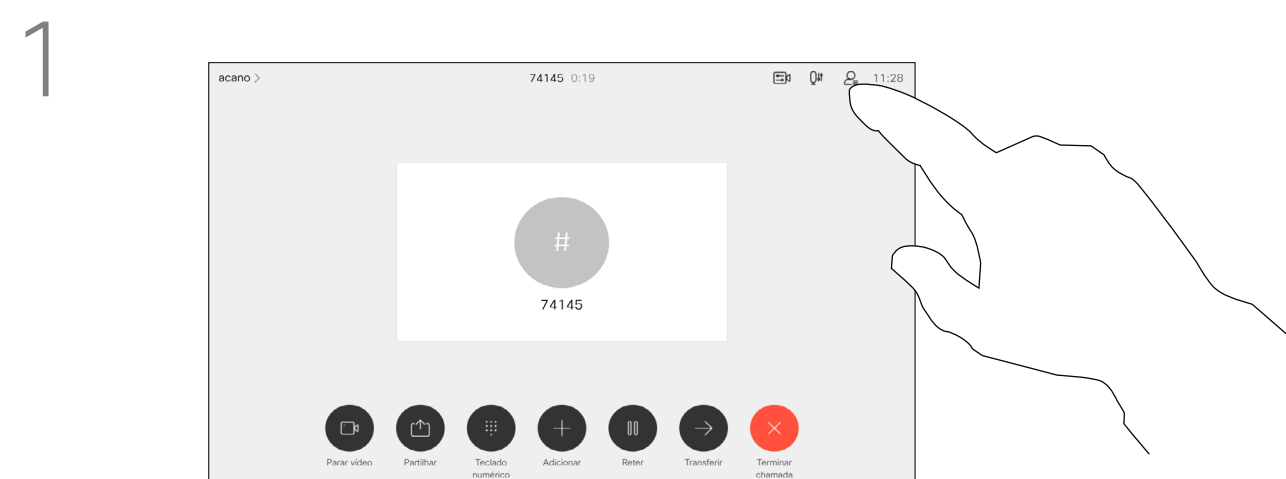 1
acano >
74145 0:19
11:28
#
74145
Parar vídeo
Partilhar
Teclado
numérico
Adicionar
Reter
Transferir
Terminar
chamada